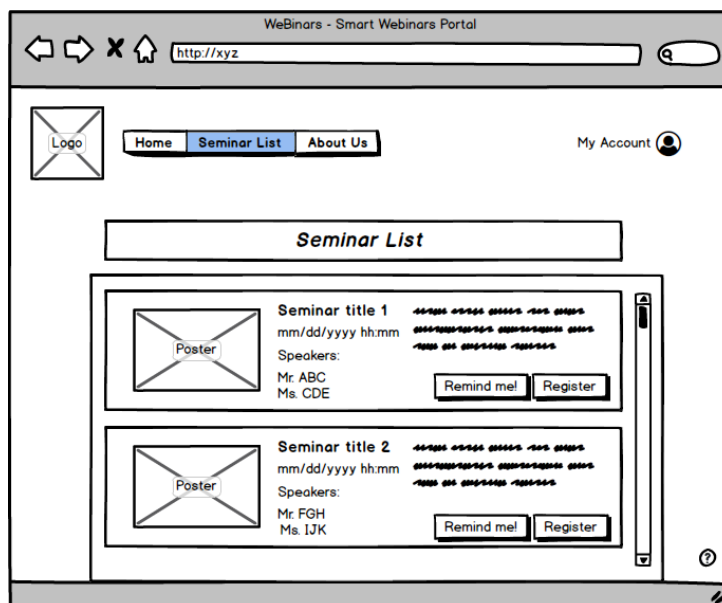 WeBinars - Smart Webinars Portal
http://xyz
Logo
Home Seminar List About Us
My Account
Seminar List
Poster
Seminar title 1
mm/dd/yyyy hh:mm
Speakers:
Mr. ABC
Ms. CDE
Remind me! Register
Poster
Seminar title 2
mm/dd/yyyy hh:mm
Speakers:
Mr. FGH
Ms. IJK
Remind me! Register
?